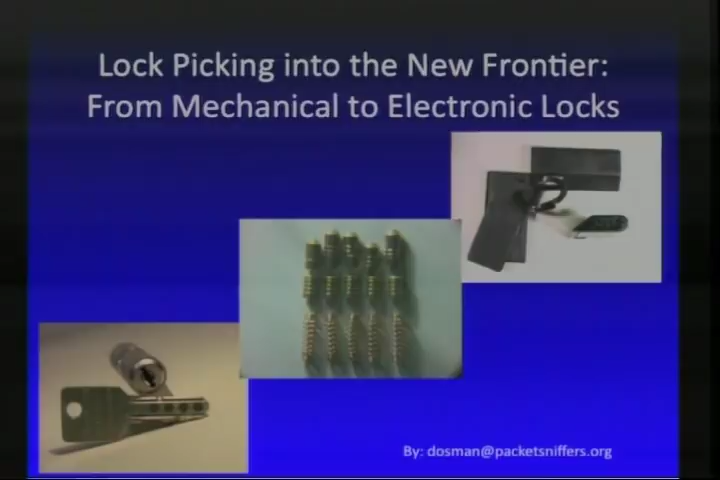 Lock Picking into the New Frontier:
From Mechanical to Electronic Locks
By: dosman@packetsniffers.org